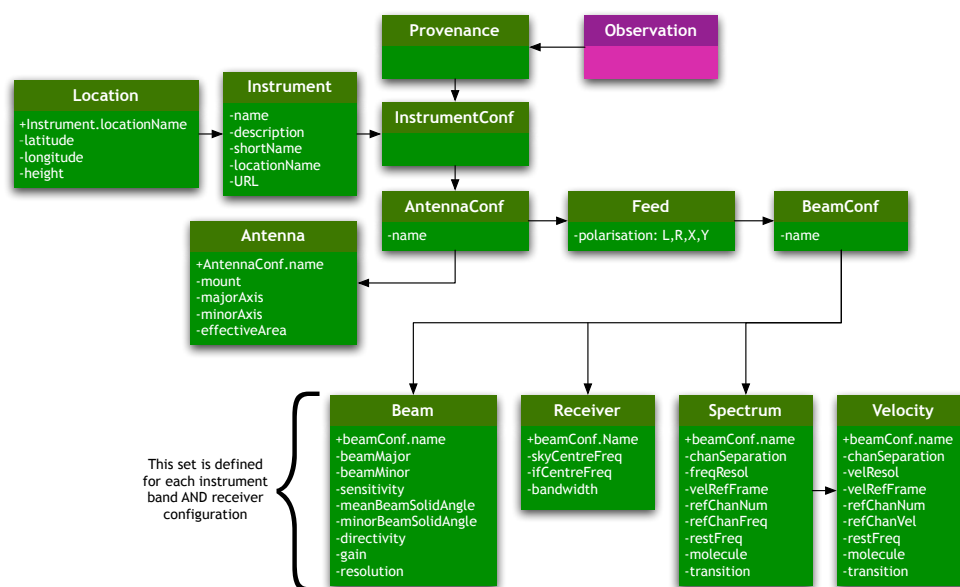 Provenance
Observation
Location
+Instrument.locationName
-latitude
-longitude
-height
Instrument
-name
-description
-shortName
-locationName
-URL
InstrumentConf
AntennaConf
-name
Feed
-polarisation: L,R,X,Y
BeamConf
-name
Antenna
+AntennaConf.name
-mount
-majorAxis
-minorAxis
-effectiveArea
This set is defined
for each instrument
band AND receiver
configuration
Beam
+beamConf.name
-beamMajor
-beamMinor
-sensitivity
-meanBeamSolidAngle
-minorBeamSolidAngle
-directivity
-gain
-resolution
Receiver
+beamConf.Name
-skyCentreFreq
-ifCentreFreq
-bandwidth
Spectrum
+beamConf.name
-chanSeparation
-freqResol
-velRefFrame
-refChanNum
-refChanFreq
-restFreq
-molecule
-transition
Velocity
+beamConf.name
-chanSeparation
-velResol
-velRefFrame
-refChanNum
-refChanVel
-restFreq
-molecule
-transition